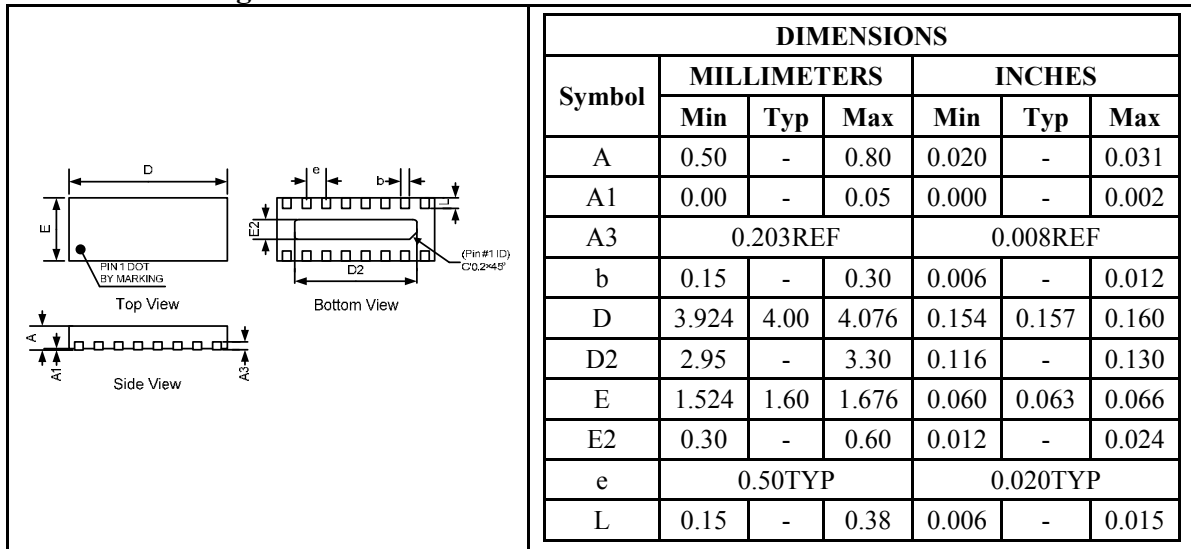 D
E
PIN 1 DOT
BY MARKING
Top View
e
b
L
E2
D2
(Pin #1 ID)
C'0.2×45°
Bottom View
A
A1
A3
Side View
DIMENSIONS
Symbol MILLIMETERS INCHES
Min Typ Max Min Typ Max
A 0.50 - 0.80 0.020 - 0.031
A1 0.00 - 0.05 0.000 - 0.002
A3 0.203REF 0.008REF
b 0.15 - 0.30 0.006 - 0.012
D 3.924 4.00 4.076 0.154 0.157 0.160
D2 2.95 - 3.30 0.116 - 0.130
E 1.524 1.60 1.676 0.060 0.063 0.066
E2 0.30 - 0.60 0.012 - 0.024
e 0.50TYP 0.020TYP
L 0.15 - 0.38 0.006 - 0.015